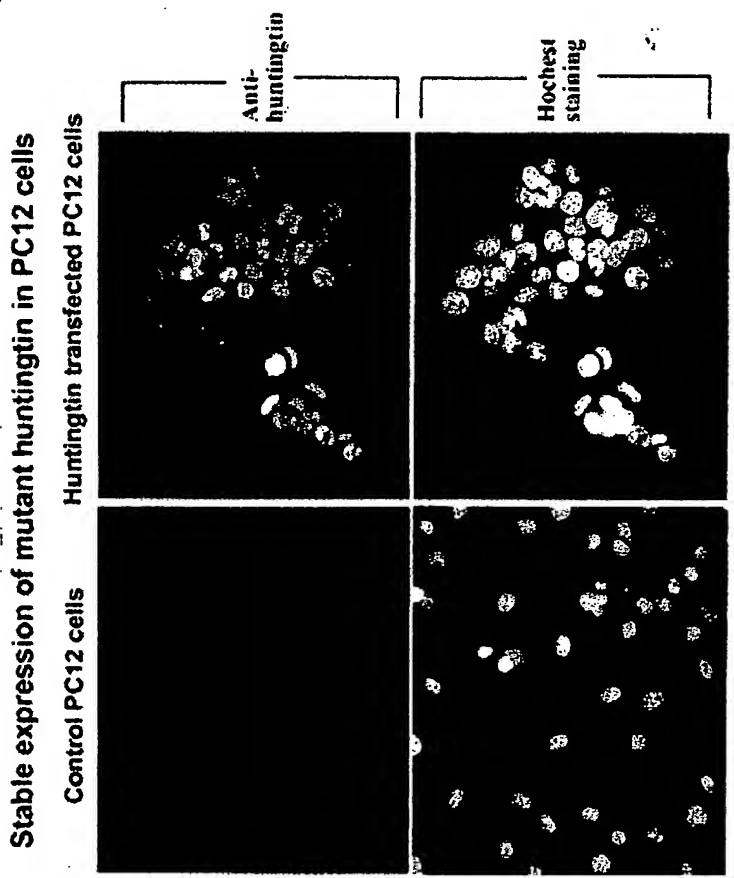 Stable expression of mutant huntingtin in PC12 cells
Control PC12 cells
Huntingtin transfected PC12 cells
Anti-
huntingtin
Hochest
staining